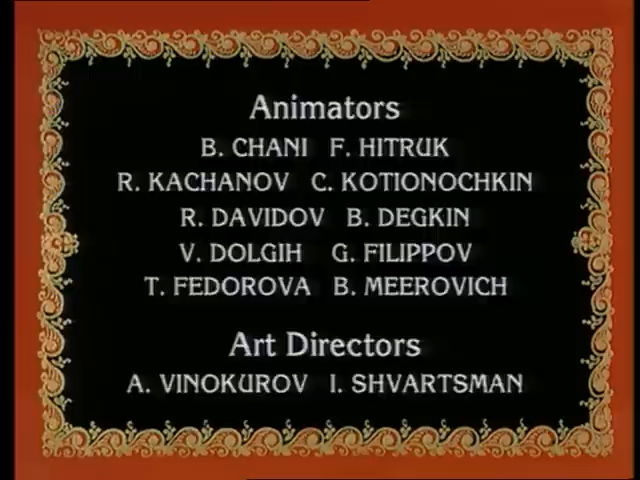 Animators
B. CHANI F. HITRUK
R. KACHANOV C. KOTIONOCHKIN
R. DAVIDOV B. DEGKIN
V. DOLGIH G. FILIPPOV
T. FEDOROVA B. MEEROVICH
Art Directors
A. VINOKUROV I. SHVARTSMAN